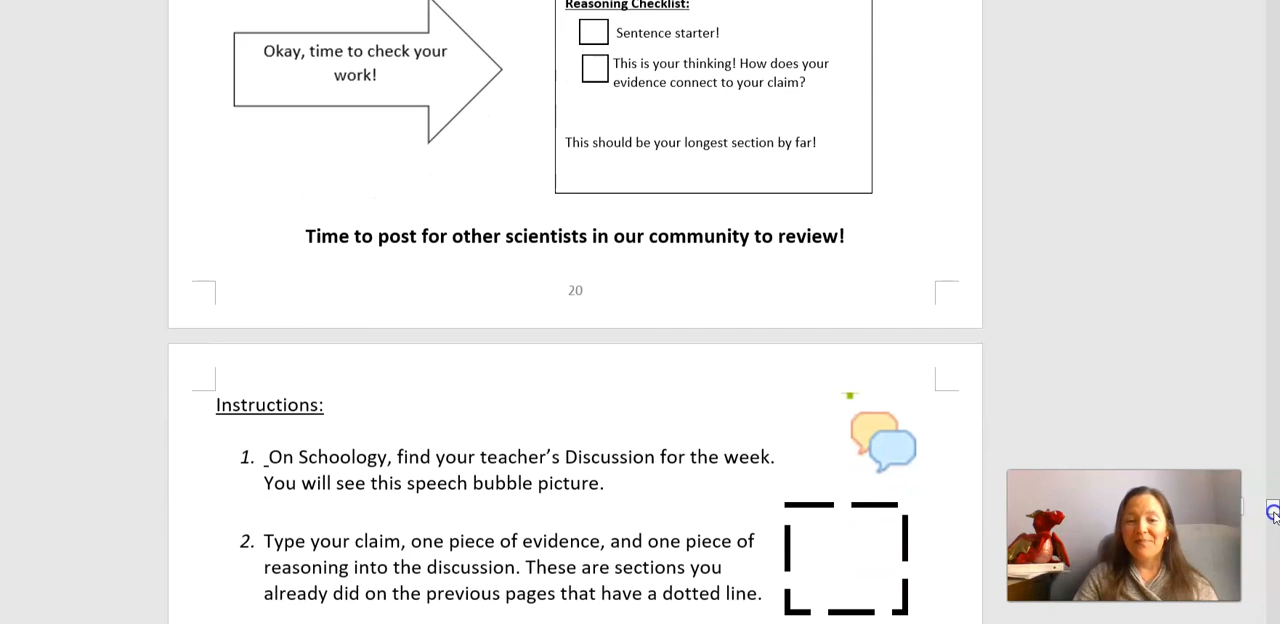 Reasoning Checklist:
Okay, time to check your
work!
Sentence starter!
This is your thinking! How does your
evidence connect to your claim?
This should be your longest section by far!
Time to post for other scientists in our community to review!
20
Instructions:
1. On Schoology, find your teacher’s Discussion for the week.
You will see this speech bubble picture.
2. Type your claim, one piece of evidence, and one piece of
reasoning into the discussion. These are sections you
already did on the previous pages that have a dotted line.